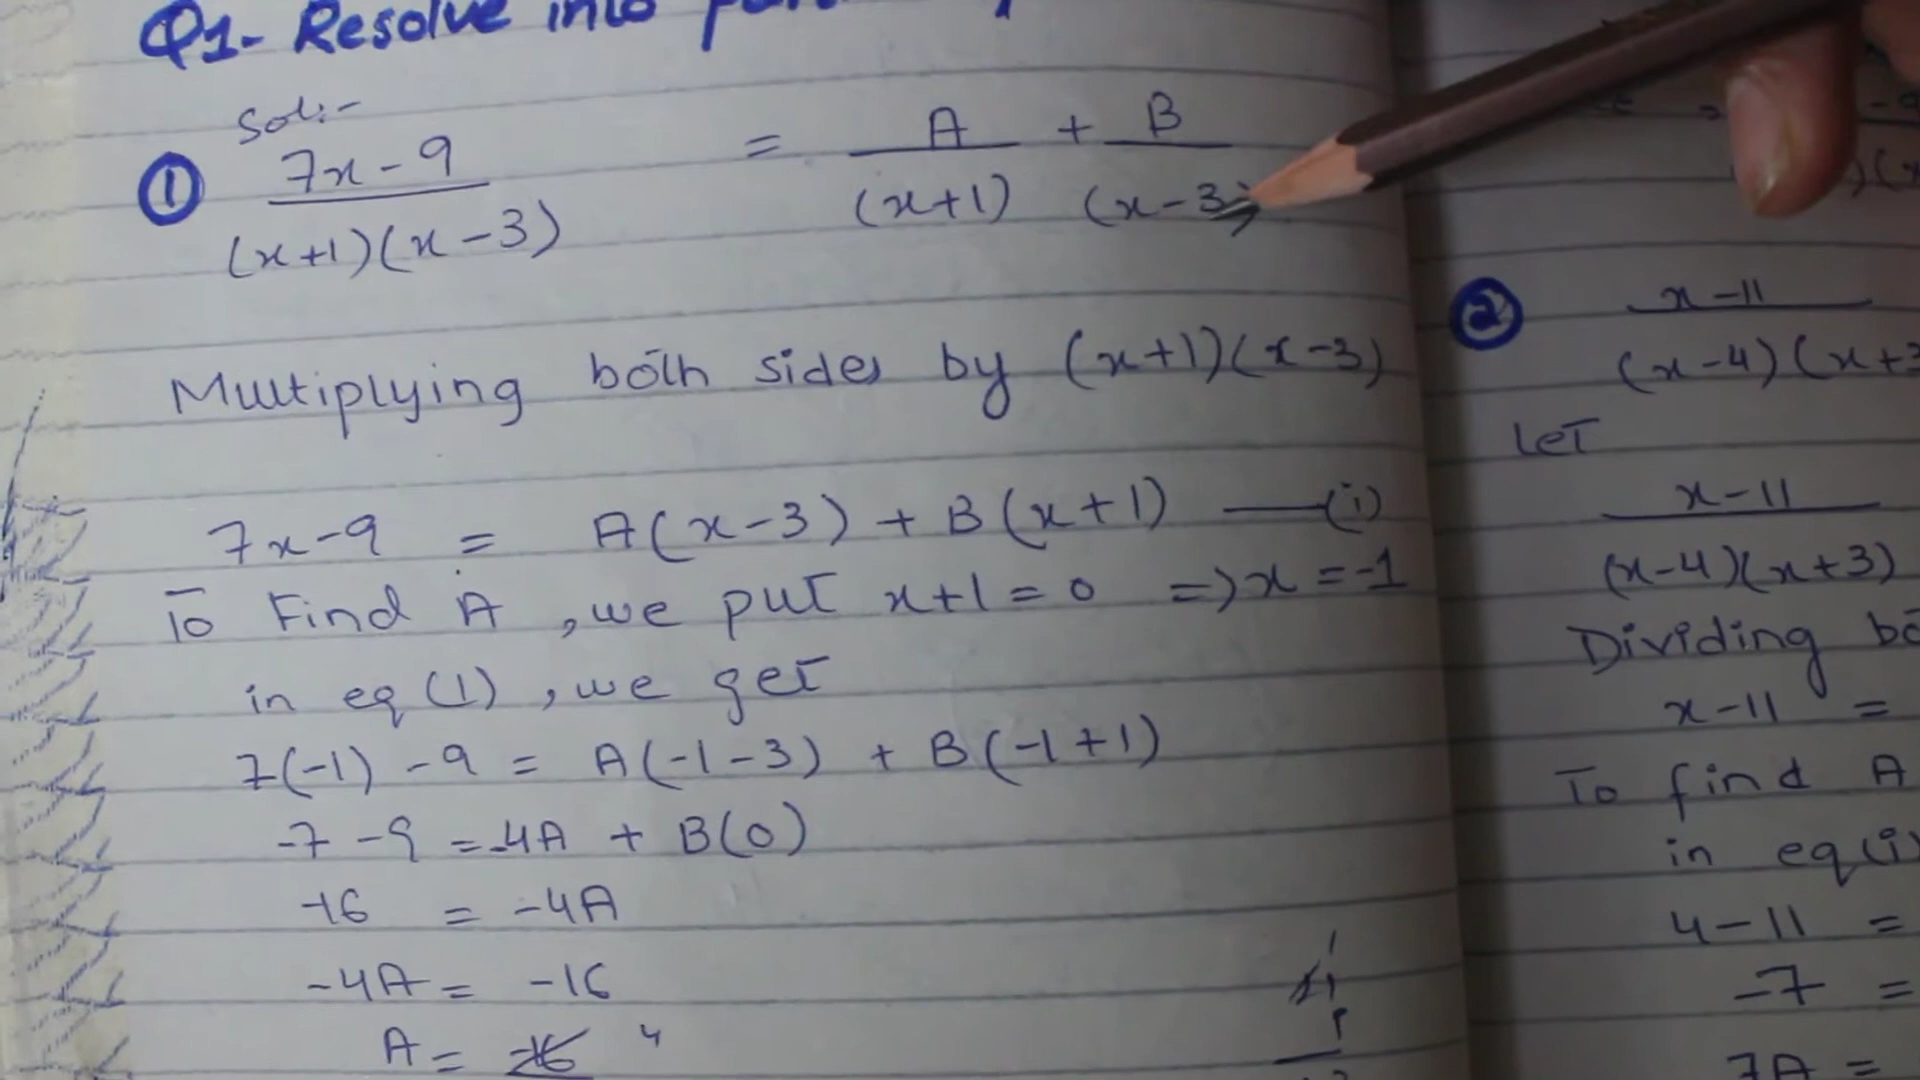 Q1- Resolve into
Sol:-
① 7x-9 = A + B
(x+1)(x-3) (x+1) (x-3)
Multiplying both sides by (x+1)(x-3)
7x-9 = A(x-3) + B(x+1) —(i)
To Find A, we put x+1=0 => x=-1
in eq (1), we get
7(-1) -9 = A(-1-3) + B(-1+1)
-7 -9 = -4A + B(0)
-16 = -4A
-4A = -16
A = -16 4
② x-11
(x-4)(x+3
Let
x-11
(x-4)(x+3)
Dividing
x-11 =
To find A
in eq(i)
4-11 =
-7 =
7A =